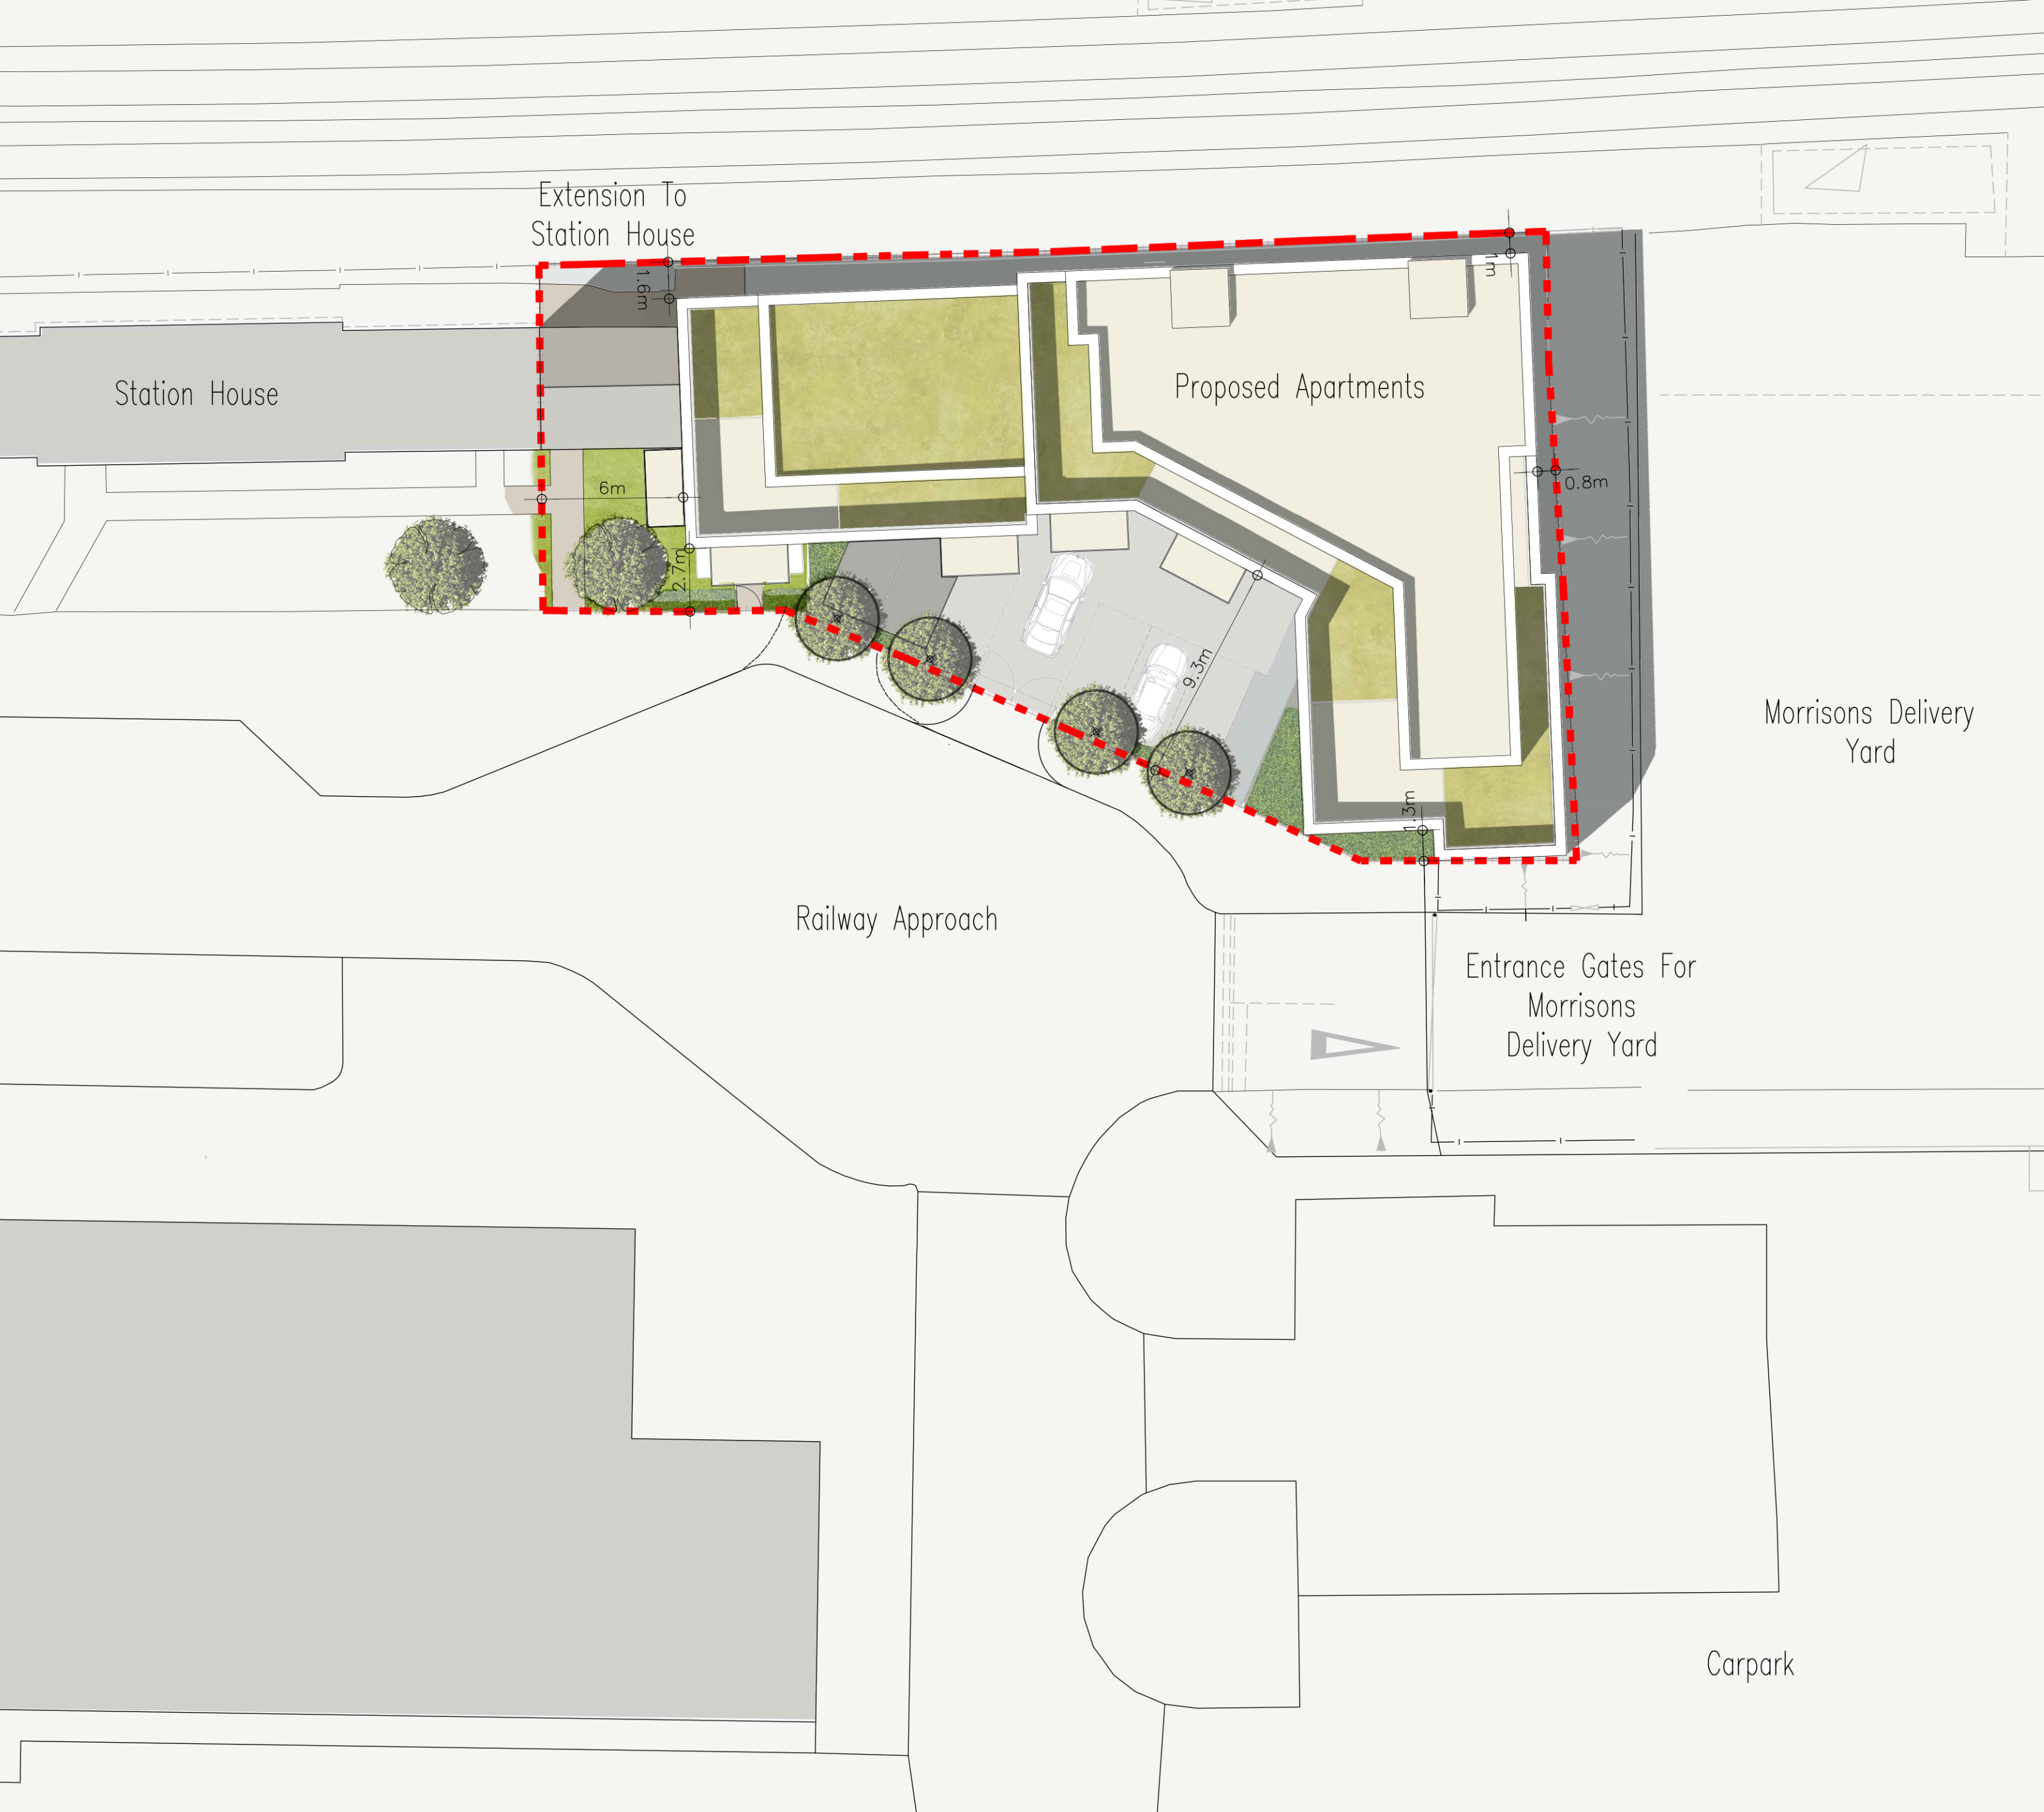 Extension To
Station House
1.6m
1m
Station House
Proposed Apartments
6m
0.8m
2.7m
9.3m
Morrisons Delivery
Yard
1.3m
Railway Approach
Entrance Gates For
Morrisons
Delivery Yard
Carpark